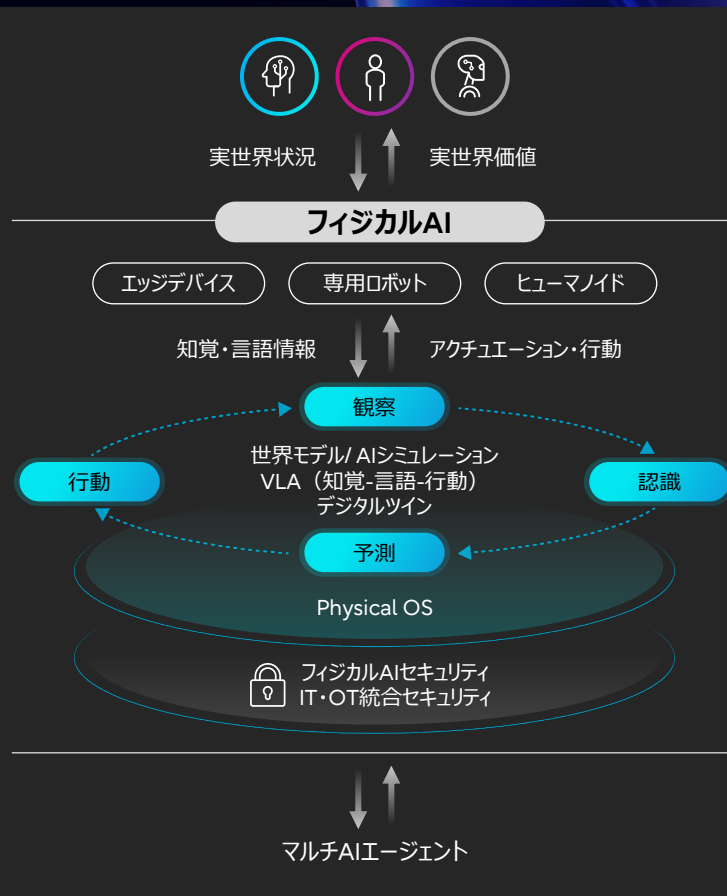 実世界状況
実世界価値
フィジカルAI
エッジデバイス
専用ロボット
ヒューマノイド
知覚・言語情報
アクチュエーション・行動
観察
世界モデル/ AIシミュレーション
VLA（知覚-言語-行動）
デジタルツイン
行動
認識
予測
Physical OS
フィジカルAIセキュリティ
IT・OT統合セキュリティ
マルチAIエージェント